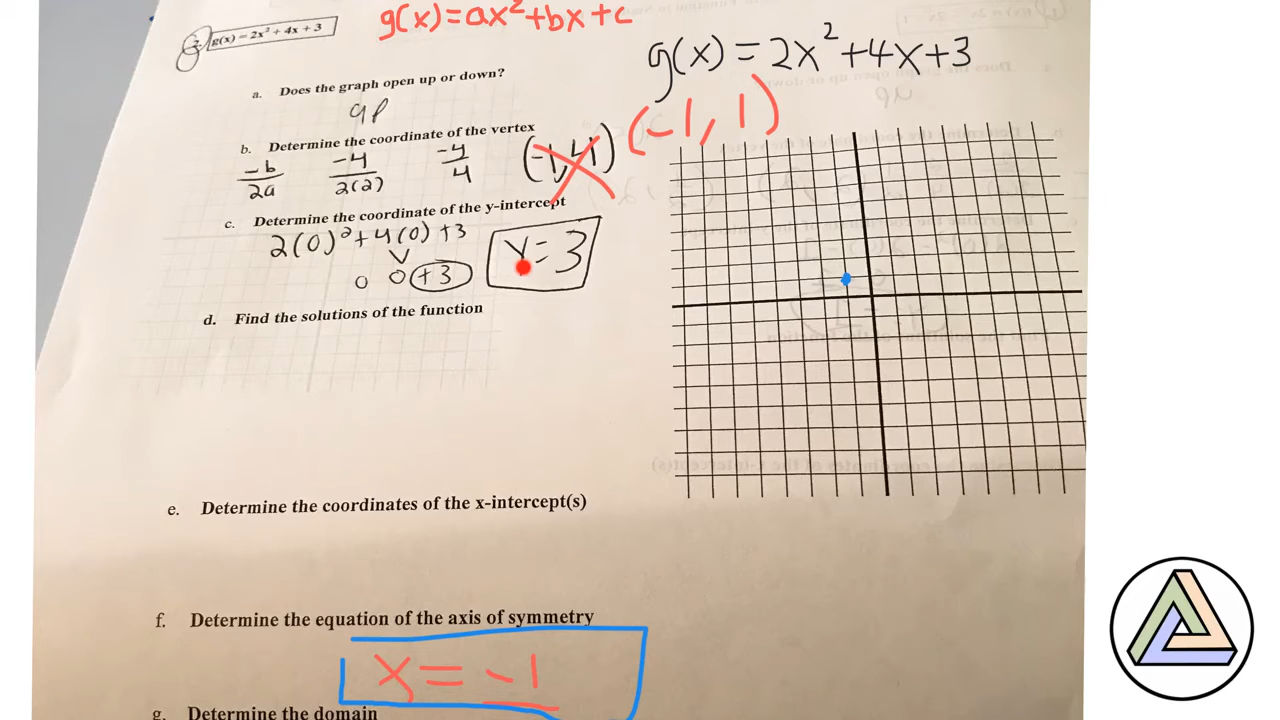 g(x)=ax²+bx+c
2. g(x) = 2x² + 4x + 3
g(x) = 2x²+4x+3
a. Does the graph open up or down?
up
(-1, 1)
b. Determine the coordinate of the vertex
-b/2a -4/2(2) -4/4
c. Determine the coordinate of the y-intercept
2(0)²+4(0)+3
0 0+3
y=3
d. Find the solutions of the function
e. Determine the coordinates of the x-intercept(s)
f. Determine the equation of the axis of symmetry
x = -1
g. Determine the domain